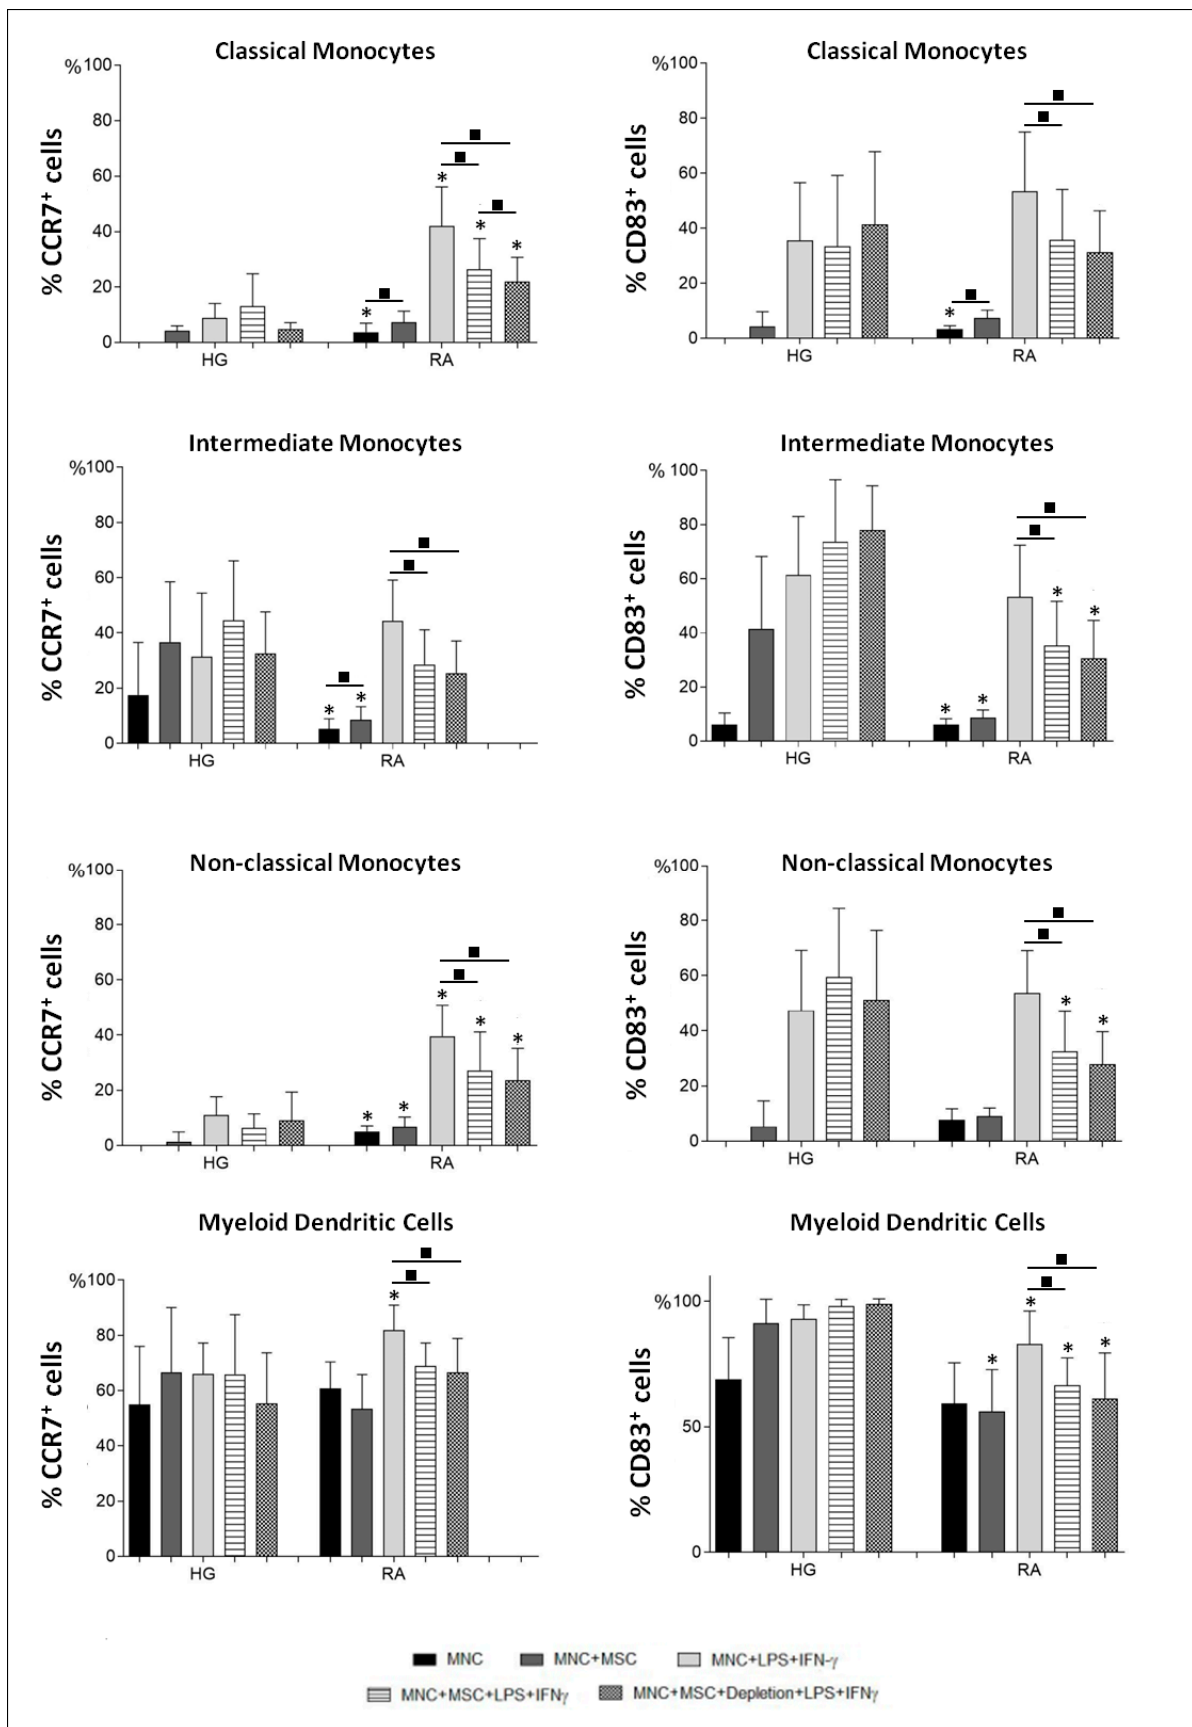 Classical Monocytes
%100
80
60
40
20
0
% CCR7+ cells
* * * *
HG RA
Classical Monocytes
%100
80
60
40
20
0
% CD83+ cells
*
HG RA
Intermediate Monocytes
%100
80
60
40
20
0
% CCR7+ cells
* *
HG RA
Intermediate Monocytes
% 100
80
60
40
20
0
% CD83+ cells
* * * *
HG RA
Non-classical Monocytes
%100
80
60
40
20
0
% CCR7+ cells
* * * * *
HG RA
Non-classical Monocytes
%100
80
60
40
20
0
% CD83+ cells
* *
HG RA
Myeloid Dendritic Cells
%100
80
60
40
20
0
% CCR7+ cells
*
HG RA
Myeloid Dendritic Cells
%100
50
0
% CD83+ cells
* * * *
HG RA
MNC MNC+MSC MNC+LPS+IFN-γ
MNC+MSC+LPS+IFNγ MNC+MSC+Depletion+LPS+IFNγ